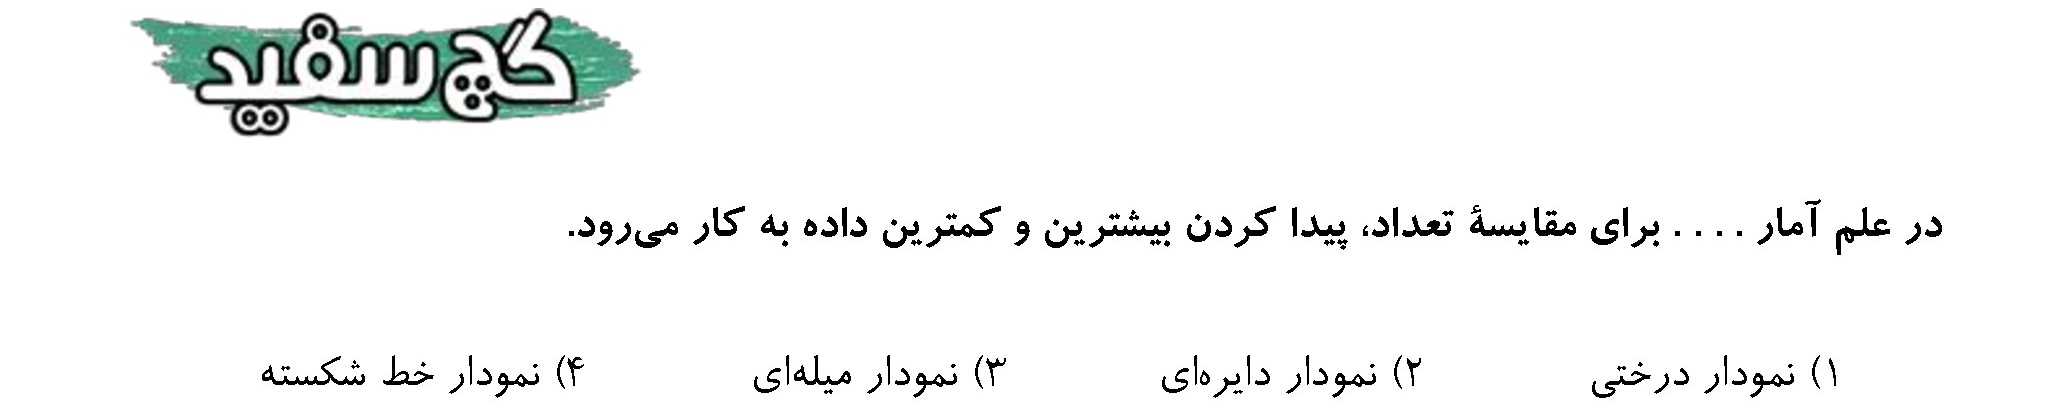 گچ سفید
در علم آمار .... برای مقایسهٔ تعداد، پیدا کردن بیشترین و کمترین داده به کار می‌رود.
۱) نمودار درختی ۲) نمودار دایره‌ای ۳) نمودار میله‌ای ۴) نمودار خط شکسته